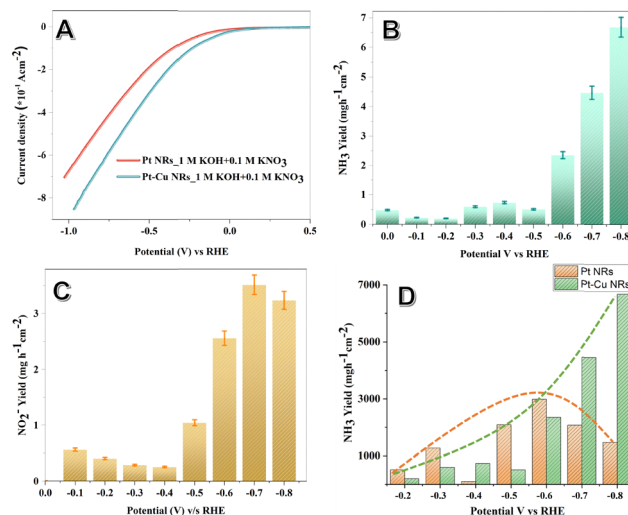 A
Current density (*10⁻¹ Acm⁻²)
0
-2
-4
-6
-8
Pt NRs_1 M KOH+0.1 M KNO₃
Pt-Cu NRs_1 M KOH+0.1 M KNO₃
-1.0 -0.5 0.0 0.5
Potential (V) vs RHE
B
NH₃ Yield (mgh⁻¹cm⁻²)
7
6
5
4
3
2
1
0
0.0 -0.1 -0.2 -0.3 -0.4 -0.5 -0.6 -0.7 -0.8
Potential V vs RHE
C
NO₂⁻ Yield (mg h⁻¹cm⁻²)
3
2
1
0
0.0 -0.1 -0.2 -0.3 -0.4 -0.5 -0.6 -0.7 -0.8
Potential (V) v/s RHE
D
Pt NRs
Pt-Cu NRs
NH₃ Yield (mgh⁻¹cm⁻²)
7000
5000
3000
1000
-0.2 -0.3 -0.4 -0.5 -0.6 -0.7 -0.8
Potential V vs RHE